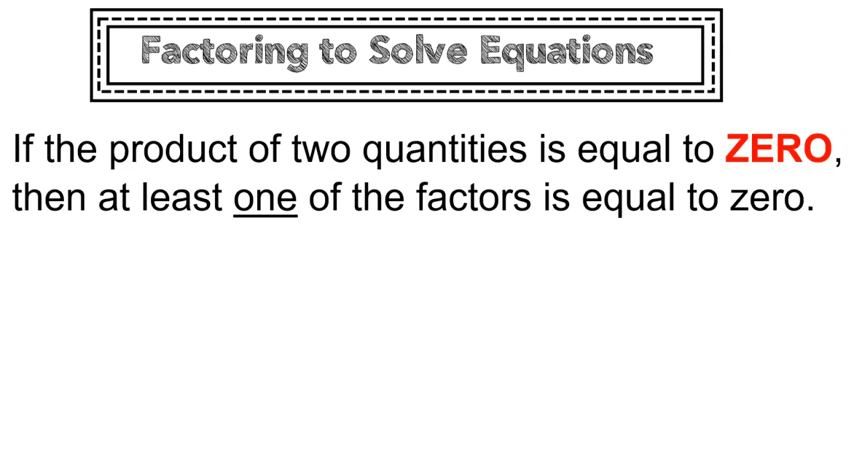 Factoring to Solve Equations
If the product of two quantities is equal to ZERO,
then at least one of the factors is equal to zero.